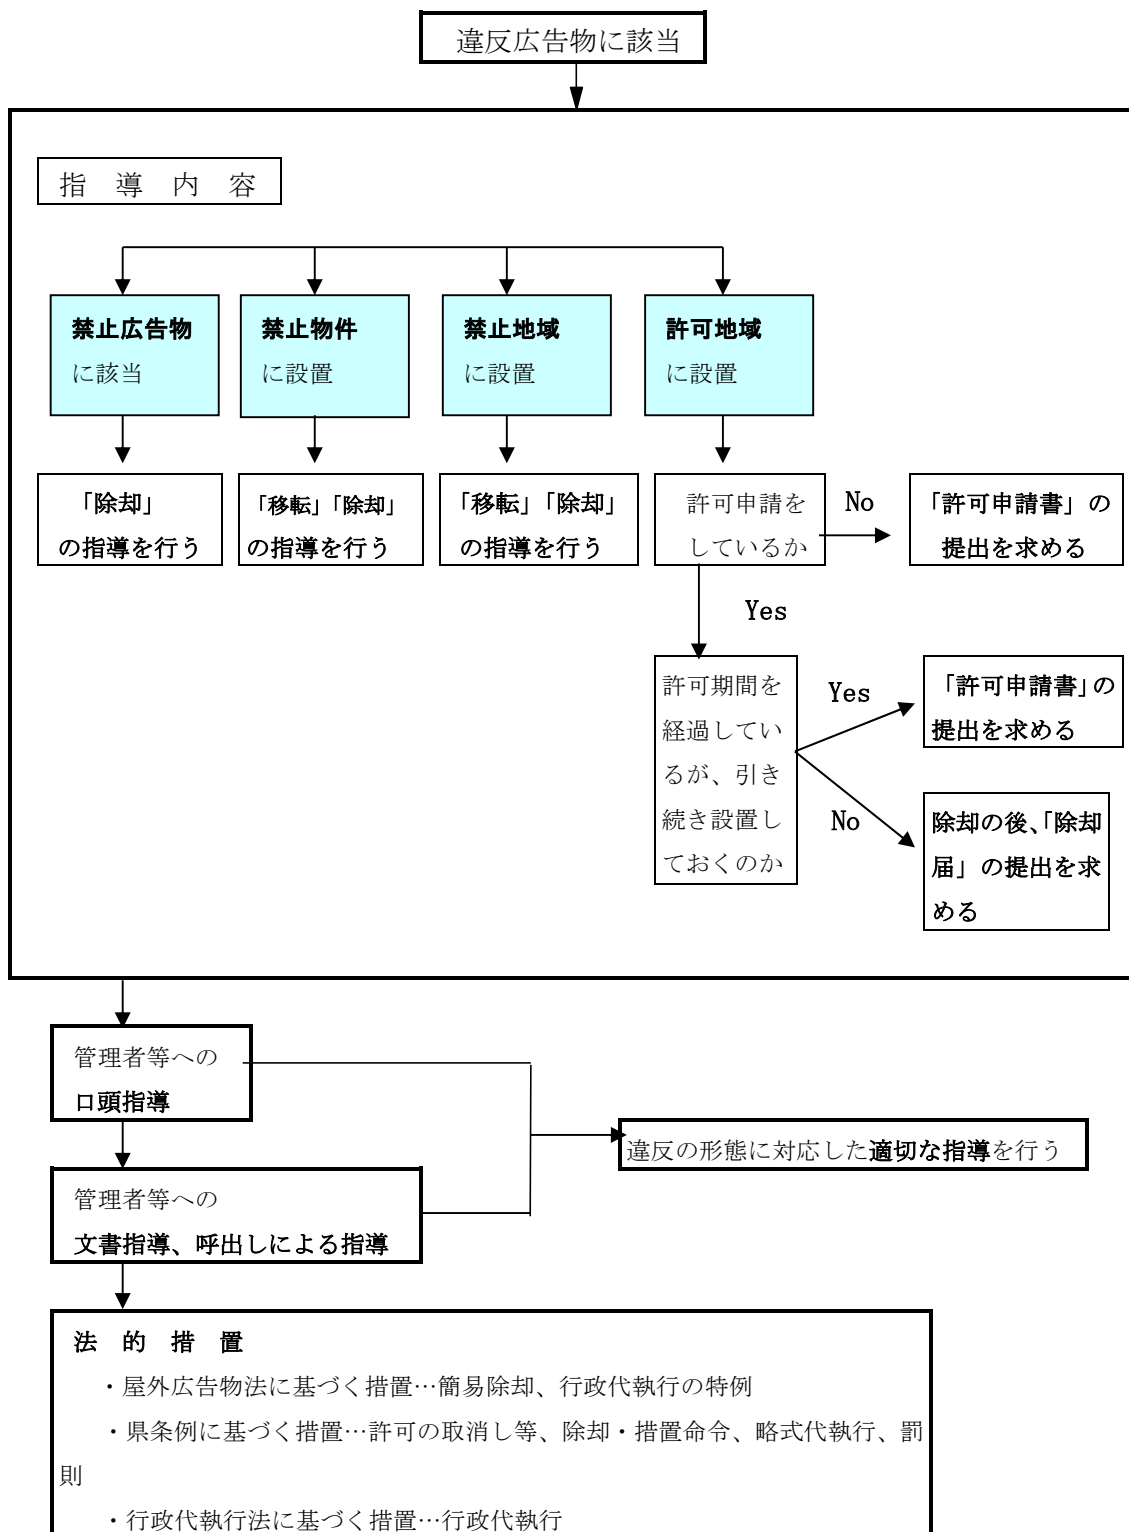 違反広告物に該当
指 導 内 容
禁止広告物
に該当
禁止物件
に設置
禁止地域
に設置
許可地域
に設置
「除却」
の指導を行う
「移転」「除却」
の指導を行う
「移転」「除却」
の指導を行う
許可申請を
しているか
No
「許可申請書」の
提出を求める
Yes
許可期間を
経過してい
るが、引き
続き設置し
ておくのか
Yes
「許可申請書」の
提出を求める
No
除却の後、「除却
届」の提出を求
める
管理者等への
口頭指導
違反の形態に対応した適切な指導を行う
管理者等への
文書指導、呼出しによる指導
法 的 措 置
・屋外広告物法に基づく措置…簡易除却、行政代執行の特例
・県条例に基づく措置…許可の取消し等、除却・措置命令、略式代執行、罰
則
・行政代執行法に基づく措置…行政代執行